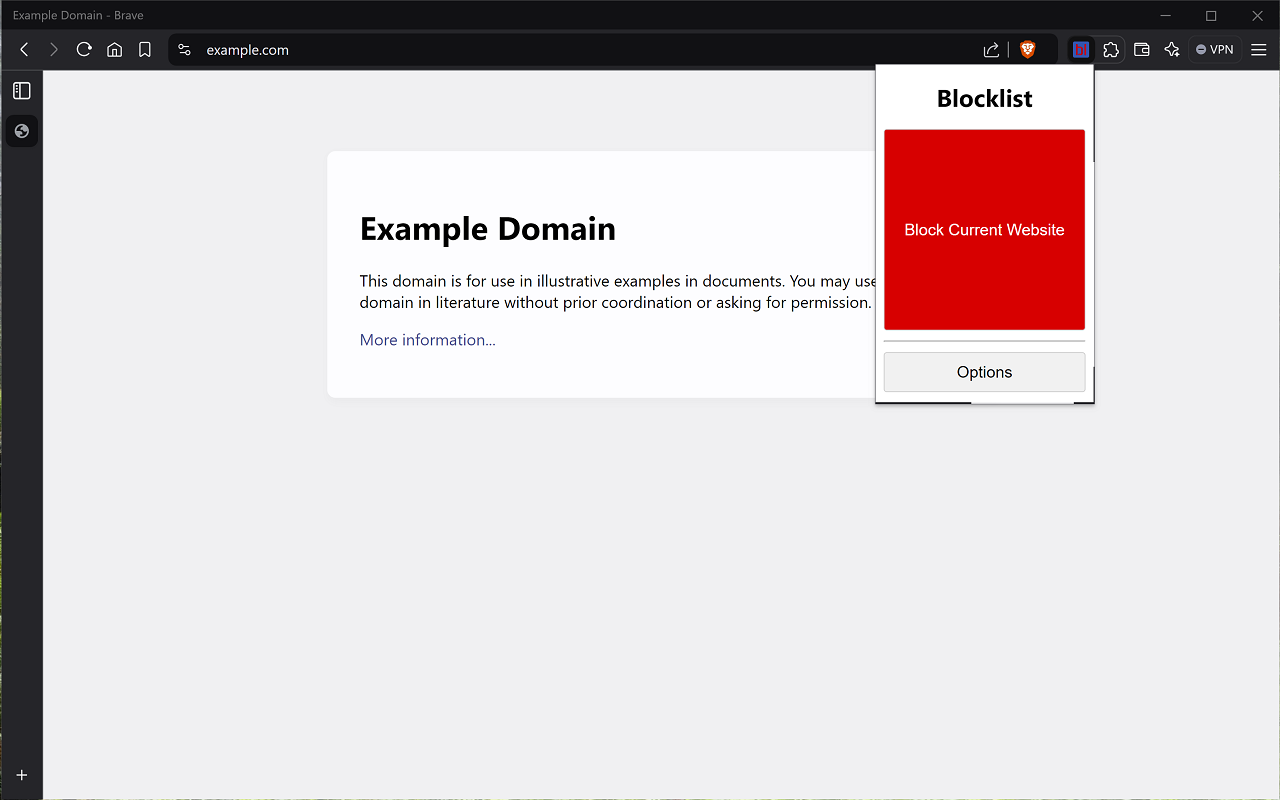 Example Domain - Brave
example.com
VPN
Blocklist
Block Current Website
Options
Example Domain
This domain is for use in illustrative examples in documents. You may use
domain in literature without prior coordination or asking for permission.
More information...